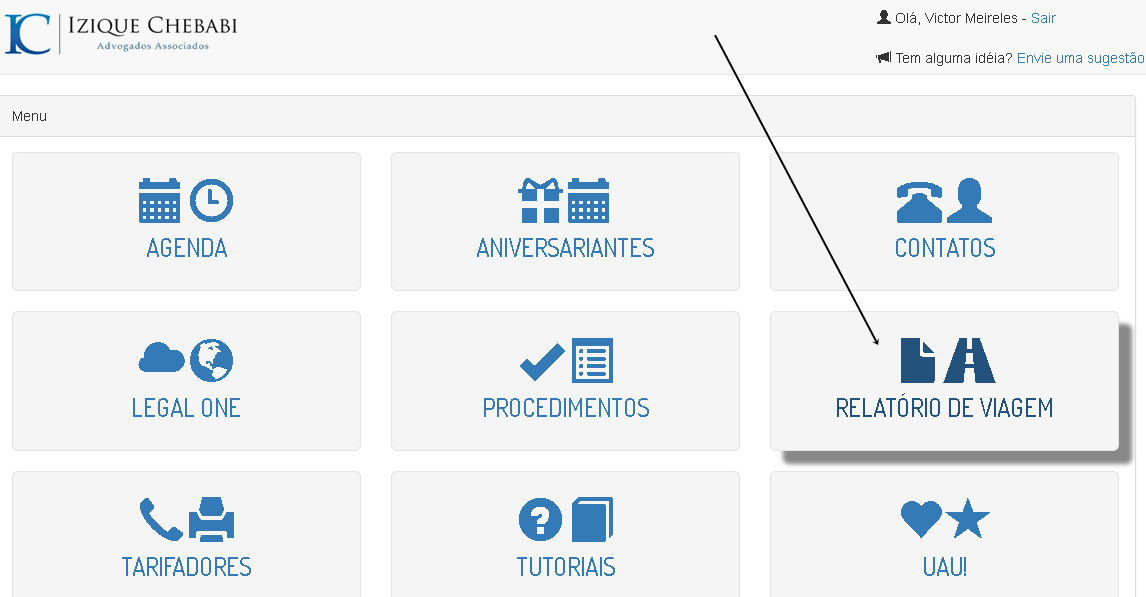 IZIQUE CHEBABI
Advogados Associados
Olá, Victor Meireles - Sair
Tem alguma idéia? Envie uma sugestão
Menu
AGENDA
ANIVERSARIANTES
CONTATOS
LEGAL ONE
PROCEDIMENTOS
RELATÓRIO DE VIAGEM
TARIFADORES
TUTORIAIS
UAU!